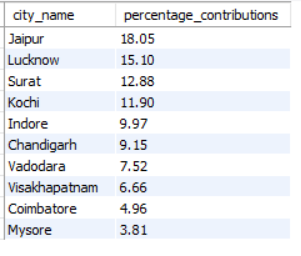 city_name percentage_contributions
Jaipur 18.05
Lucknow 15.10
Surat 12.88
Kochi 11.90
Indore 9.97
Chandigarh 9.15
Vadodara 7.52
Visakhapatnam 6.66
Coimbatore 4.96
Mysore 3.81